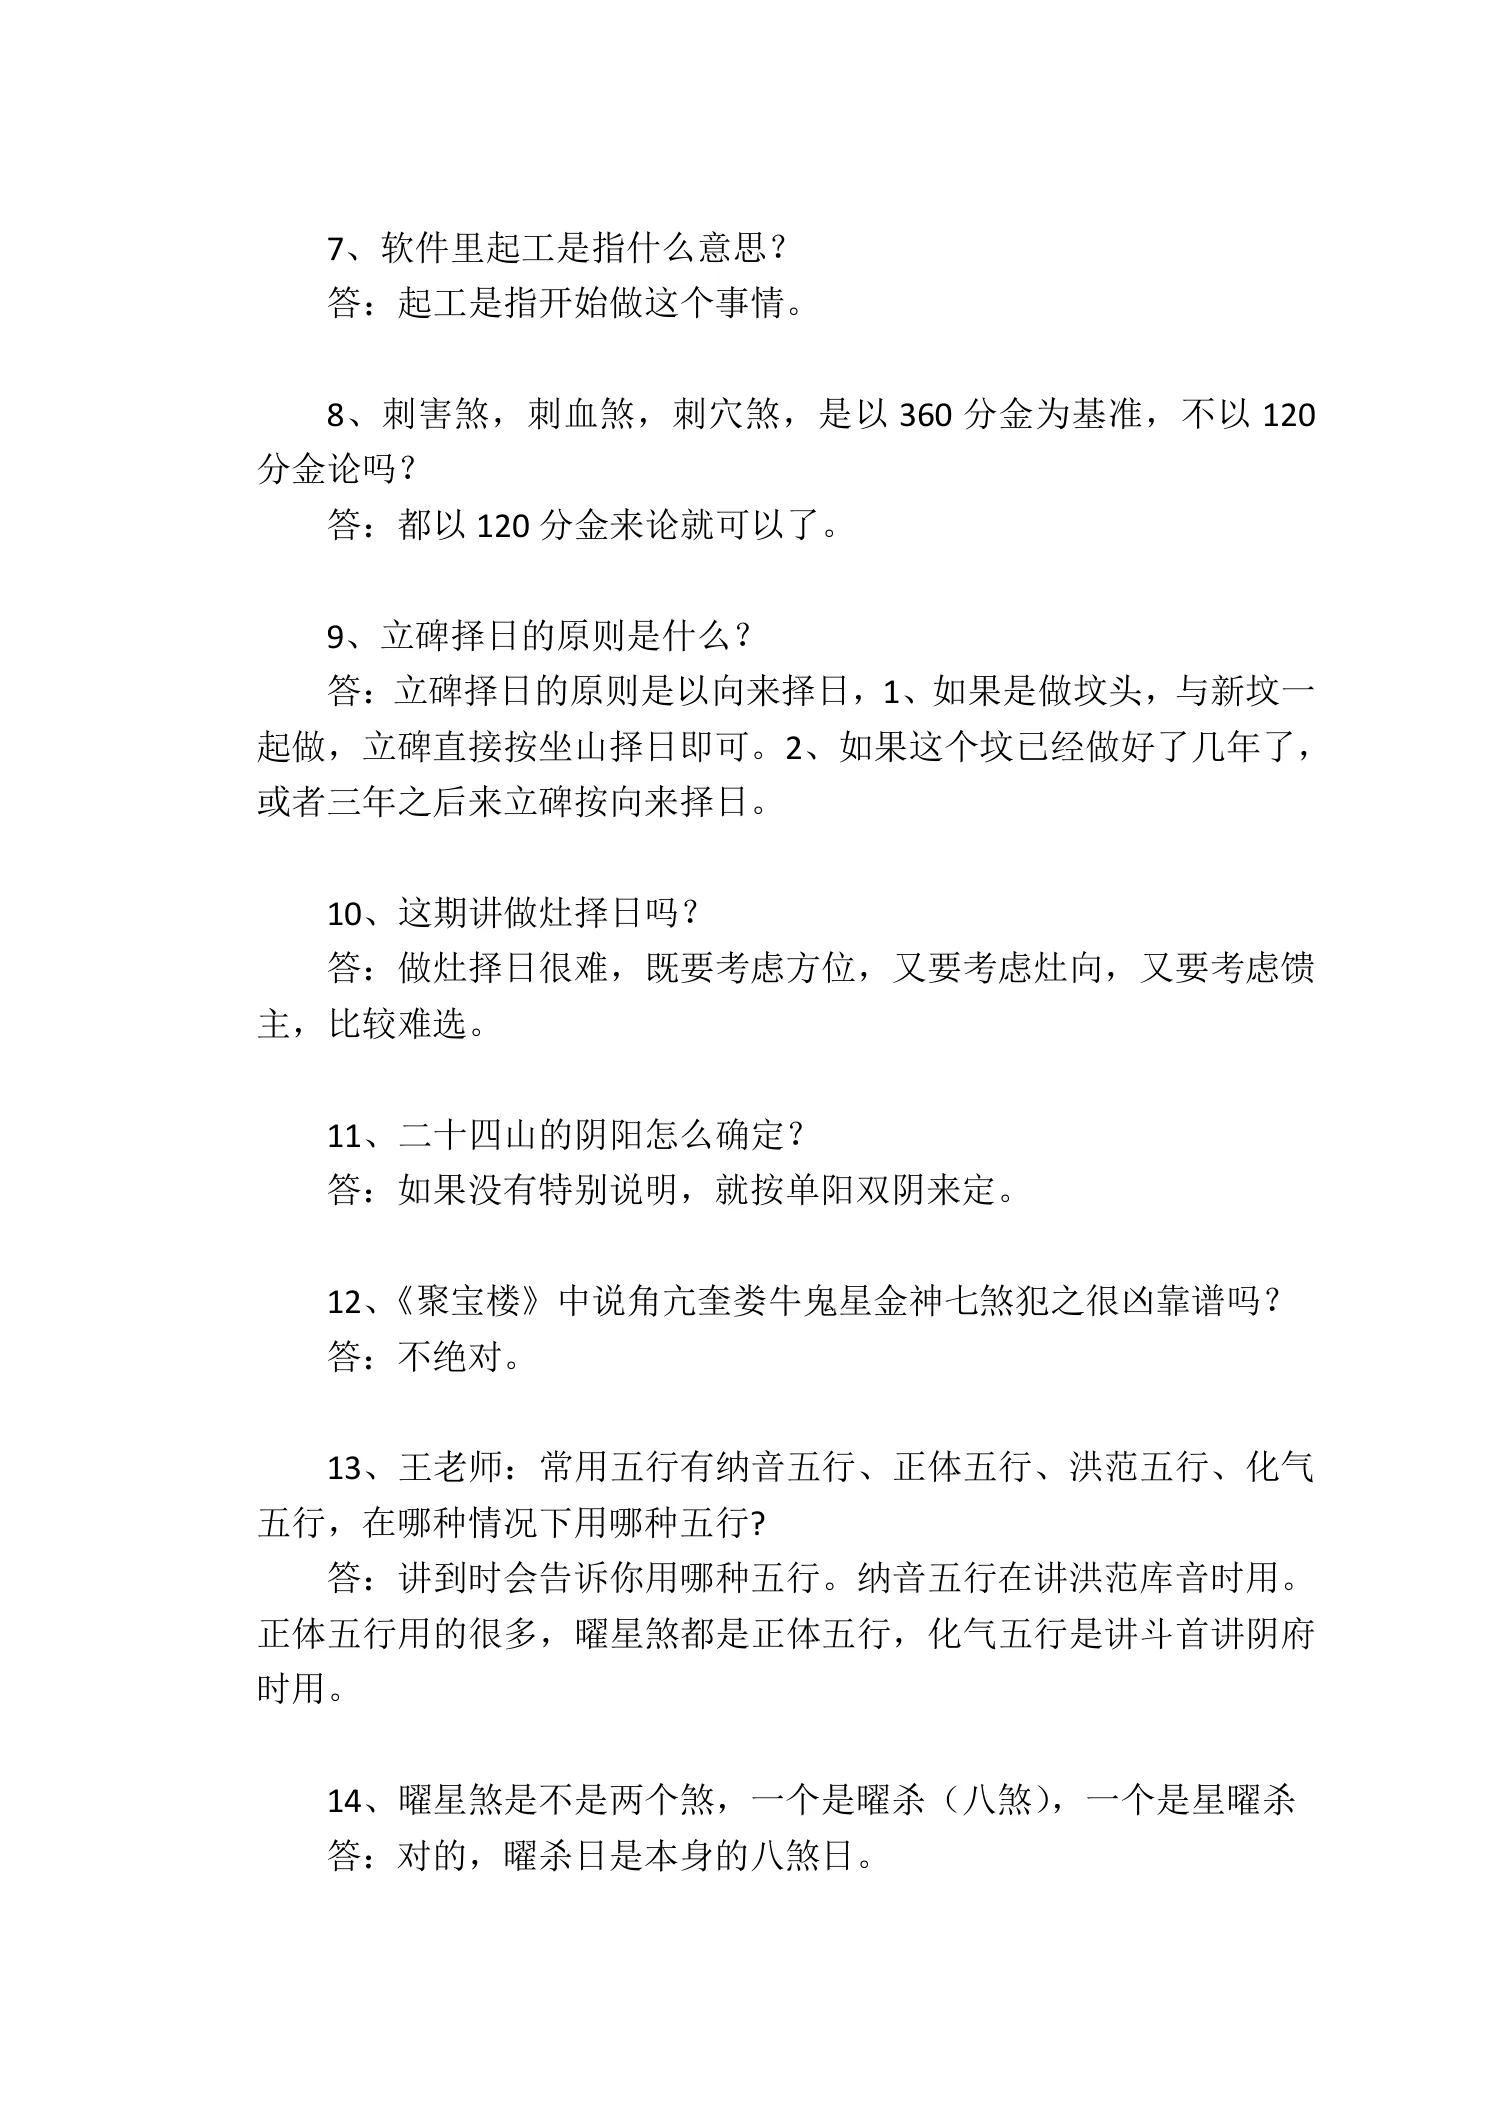 7、软件里起工是指什么意思？
答：起工是指开始做这个事情。
8、刺害煞，刺血煞，刺穴煞，是以 360 分金为基准，不以 120
分金论吗？
答：都以 120 分金来论就可以了。
9、立碑择日的原则是什么？
答：立碑择日的原则是以向来择日，1、如果是做坟头，与新坟一
起做，立碑直接按坐山择日即可。2、如果这个坟已经做好了几年了，
或者三年之后来立碑按向来择日。
10、这期讲做灶择日吗？
答：做灶择日很难，既要考虑方位，又要考虑灶向，又要考虑馈
主，比较难选。
11、二十四山的阴阳怎么确定？
答：如果没有特别说明，就按单阳双阴来定。
12、《聚宝楼》中说角亢奎娄牛鬼星金神七煞犯之很凶靠谱吗？
答：不绝对。
13、王老师：常用五行有纳音五行、正体五行、洪范五行、化气
五行，在哪种情况下用哪种五行?
答：讲到时会告诉你用哪种五行。纳音五行在讲洪范库音时用。
正体五行用的很多，曜星煞都是正体五行，化气五行是讲斗首讲阴府
时用。
14、曜星煞是不是两个煞，一个是曜杀（八煞），一个是星曜杀
答：对的，曜杀日是本身的八煞日。